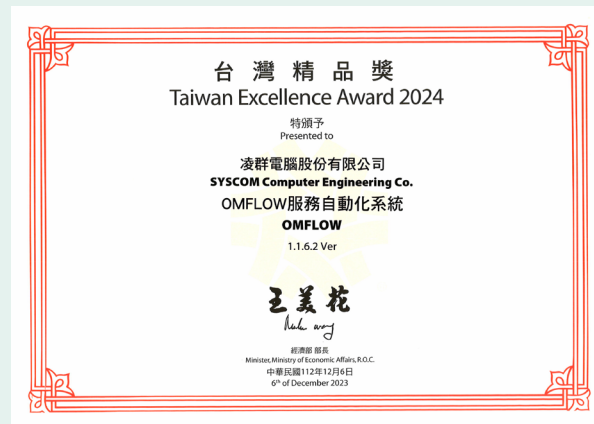 台灣精品獎
Taiwan Excellence Award 2024
特頒予
Presented to
凌群電腦股份有限公司
SYSCOM Computer Engineering Co.
OMFLOW服務自動化系統
OMFLOW
1.1.6.2 Ver
王美花
經濟部 部長
Minister, Ministry of Economic Affairs, R.O.C.
中華民國112年12月6日
6th of December 2023